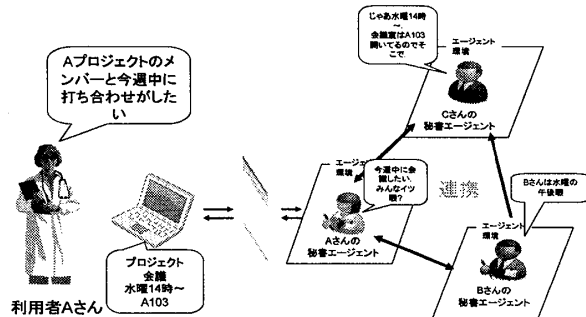 Aプロジェクトのメ
ンバーと今週中に
打ち合わせがした
い
利用者Aさん
プロジェクト
会議
水曜14時～
A103
エージェント
環境
今週中に会
議したい、
みんなイツ
暇?
Aさんの
秘書エージェント
連携
じゃあ水曜14時
～、
会議室はA103
開いてるのでそ
こで
エージェント
環境
Cさんの
秘書エージェント
Bさんは水曜の
午後暇
エージェント
環境
Bさんの
秘書エージェント